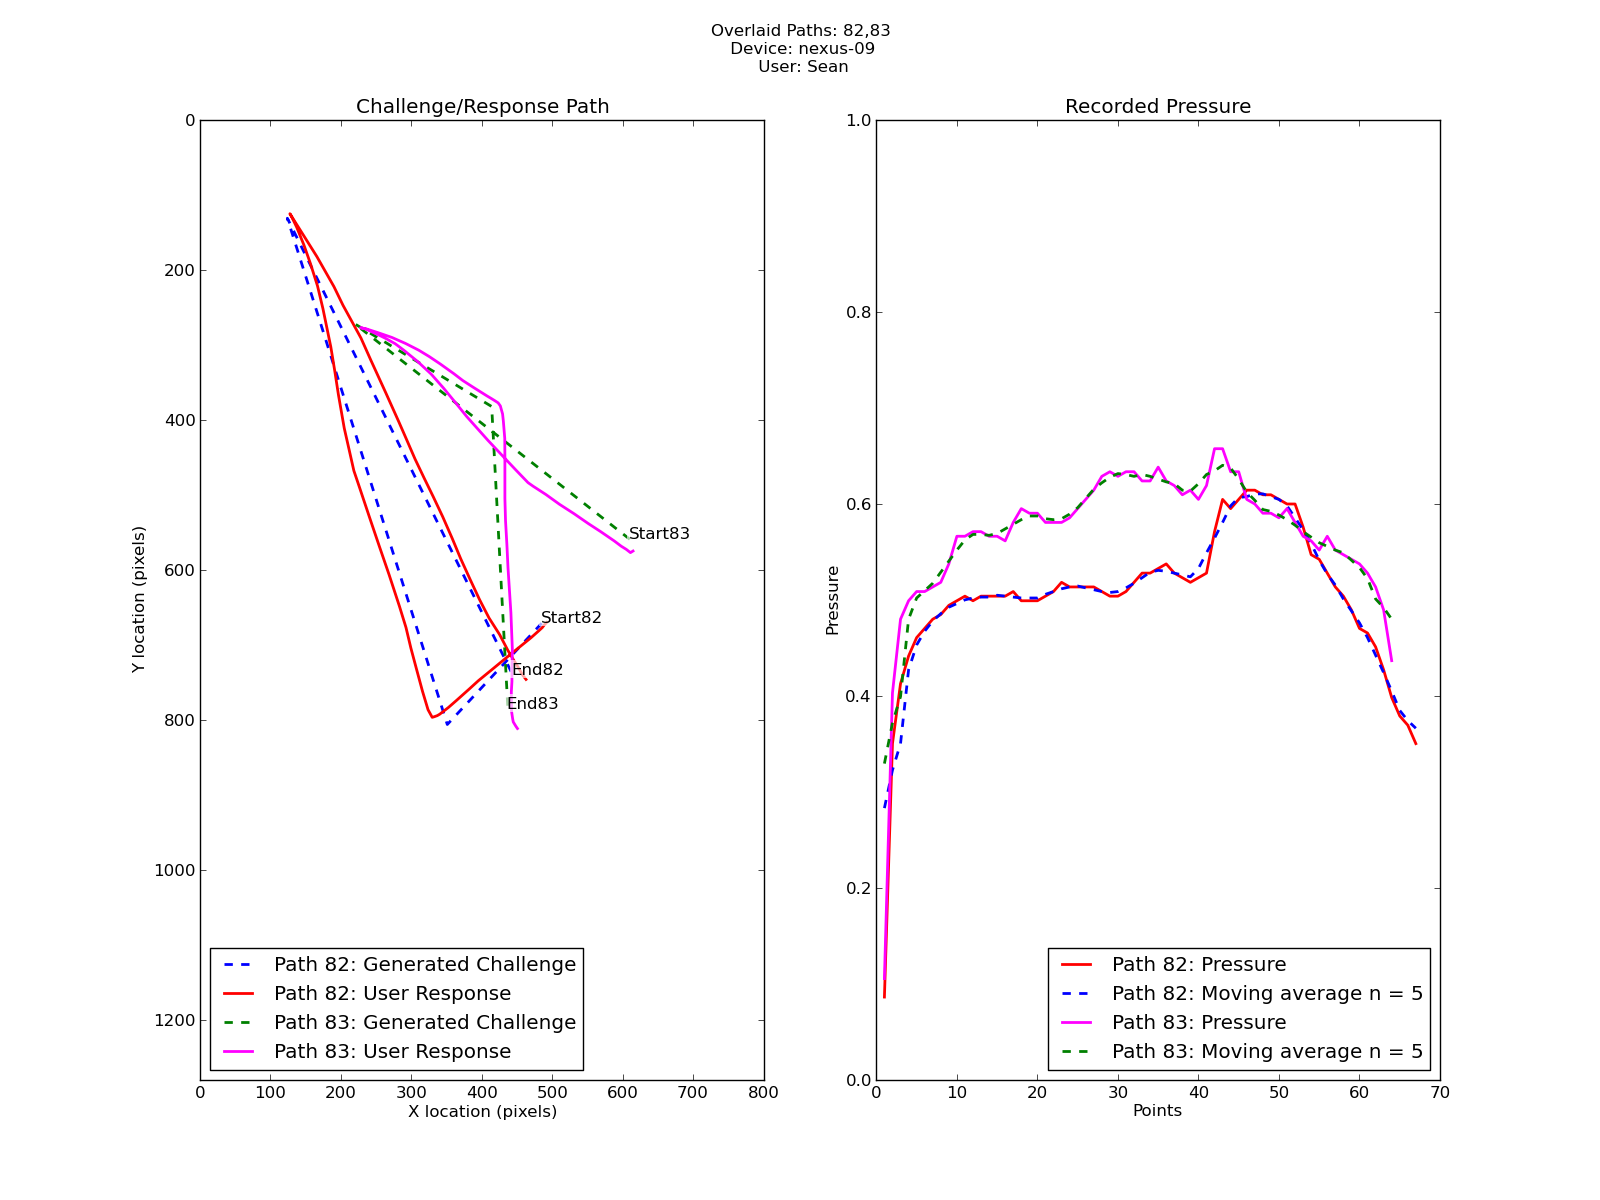 Overlaid Paths: 82,83
Device: nexus-09
User: Sean
Challenge/Response Path
0
200
400
600
800
1000
1200
Y location (pixels)
Start83
Start82
End82
End83
Path 82: Generated Challenge
Path 82: User Response
Path 83: Generated Challenge
Path 83: User Response
0 100 200 300 400 500 600 700 800
X location (pixels)
Recorded Pressure
1.0
0.8
0.6
0.4
0.2
0.0
Pressure
Path 82: Pressure
Path 82: Moving average n = 5
Path 83: Pressure
Path 83: Moving average n = 5
0 10 20 30 40 50 60 70
Points